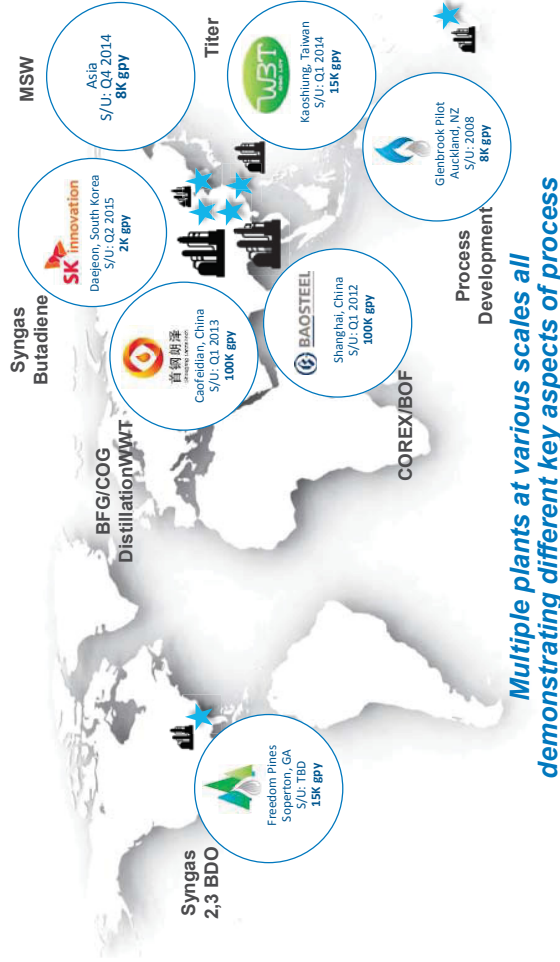 Syngas
2,3 BDO
Freedom Pines
Soperton, GA
S/U: TBD
15K gpy
BFG/COG
DistillationWWT
首钢朗泽
Caofeidian, China
S/U: Q1 2013
100K gpy
Syngas
Butadiene
SK innovation
Daejeon, South Korea
S/U: Q2 2015
2K gpy
MSW
Asia
S/U: Q4 2014
8K gpy
COREX/BOF
BAOSTEEL
Shanghai, China
S/U: Q1 2012
100K gpy
Titer
WBT
Kaoshiung, Taiwan
S/U: Q1 2014
15K gpy
Process
Development
Glenbrook Pilot
Auckland, NZ
S/U: 2008
8K gpy
Multiple plants at various scales all
demonstrating different key aspects of process